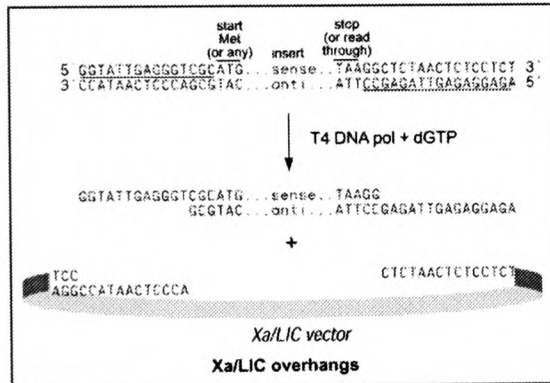 start
Met
(or any)
insert
stop
(or read
through)
5' GGTATTGAGGGTCGCATG...sense...TAAGGCTCTAACTCTCCTCT 3'
3' CCATAACTCCCAGCGTAC...anti...ATTCCGAGATTGAGAGGAGA 5'
T4 DNA pol + dGTP
GGTATTGAGGGTCGCATG...sense...TAAGG
GCGTAC...anti...ATTCCGAGATTGAGAGGAGA
+
TCC
AGGCCATAACTCCCA
CTCTAACTCTCCTCT
Xa/LIC vector
Xa/LIC overhangs